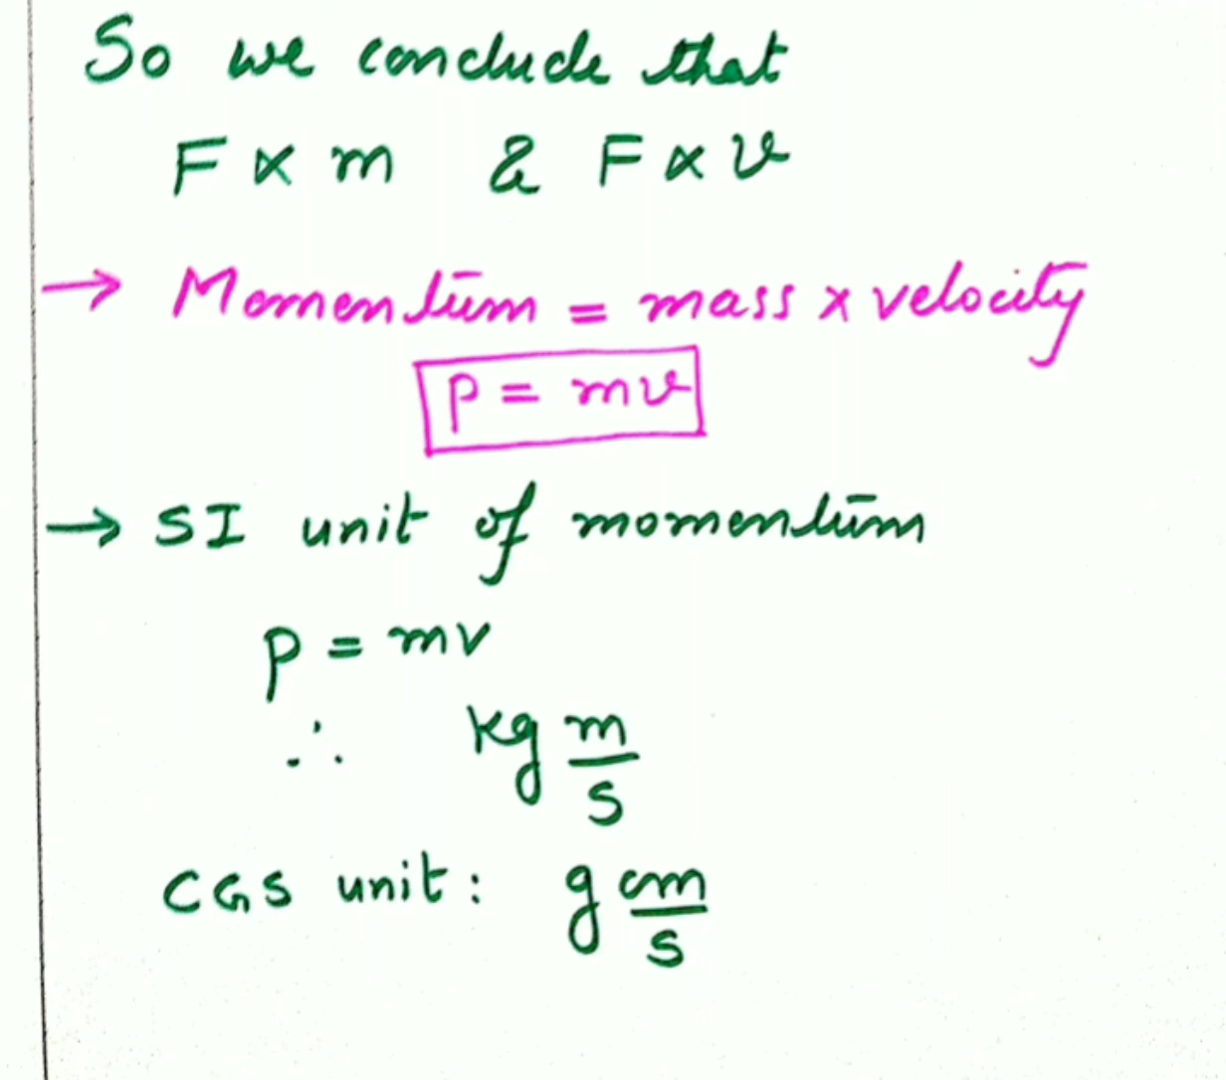 So we conclude that
F ∝ m & F ∝ v
→ Momentum = mass x velocity
P = mv
→ SI unit of momentum
p = mv
∴ kg m/s
CGS unit: g cm/s